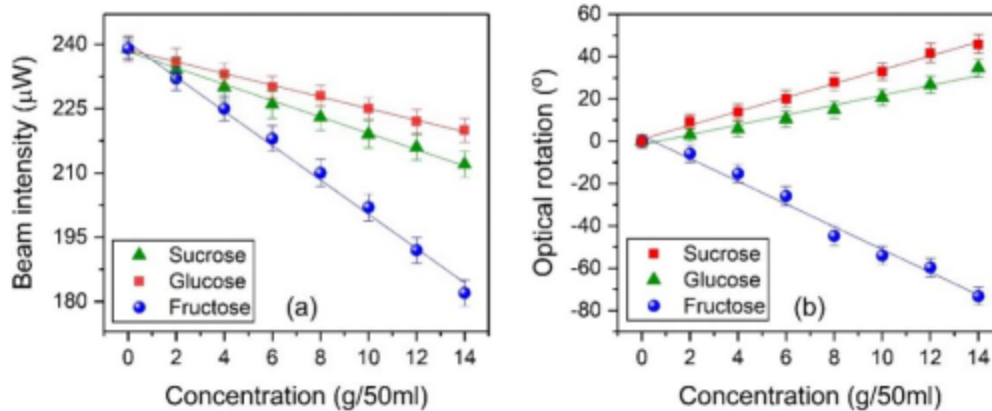 Beam intensity (µW)
240
225
210
195
180
Sucrose
Glucose
Fructose
(a)
0 2 4 6 8 10 12 14
Concentration (g/50ml)
Optical rotation (º)
60
40
20
0
-20
-40
-60
-80
Sucrose
Glucose
Fructose
(b)
0 2 4 6 8 10 12 14
Concentration (g/50ml)